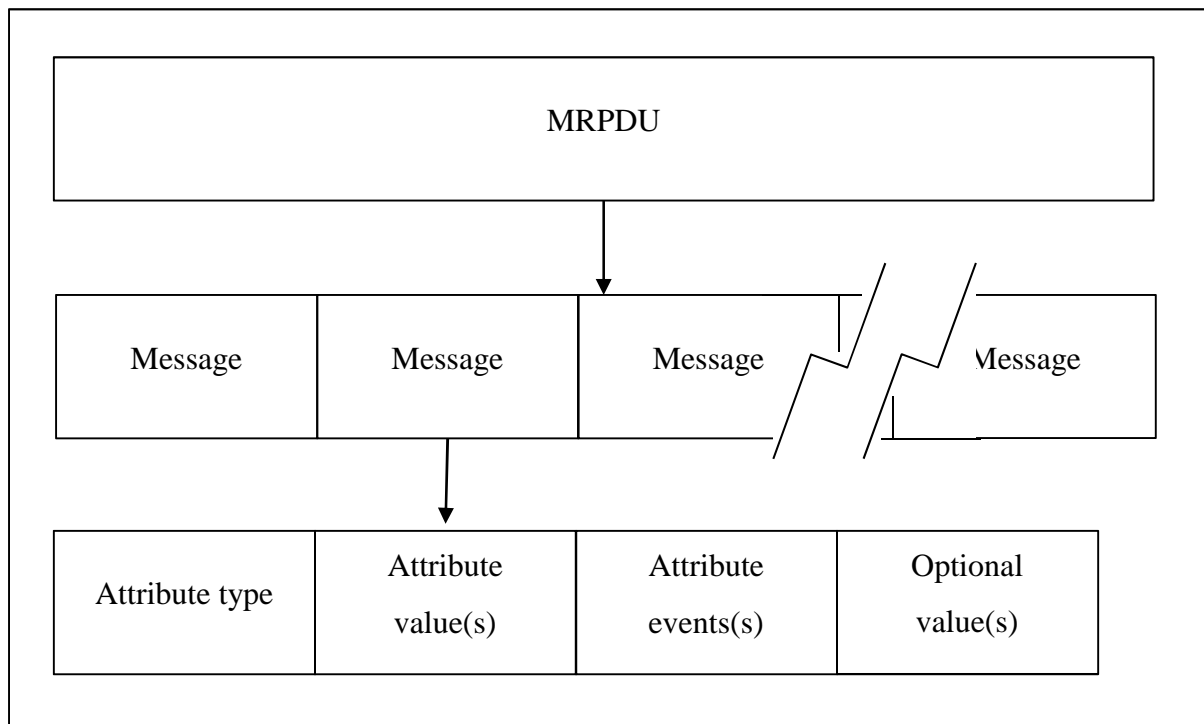 MRPDU
Message Message Message Message
Attribute type
Attribute
value(s)
Attribute
events(s)
Optional
value(s)